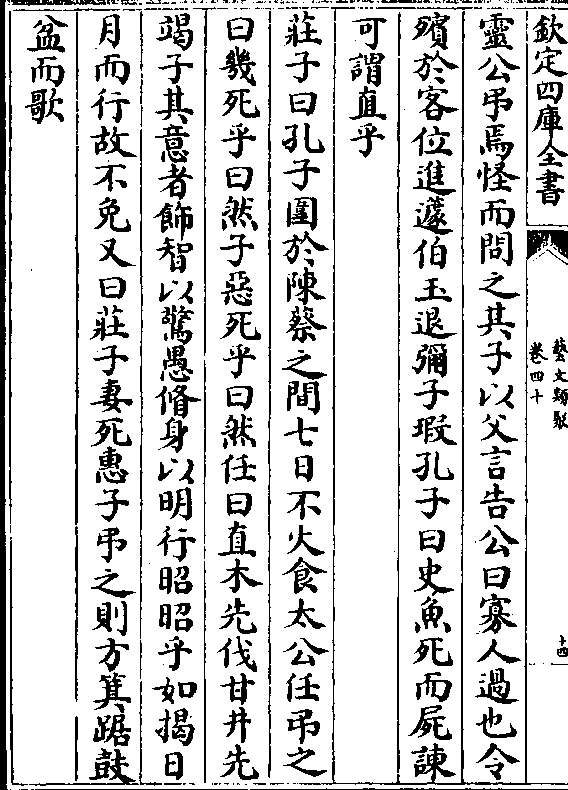 欽定四庫全書
藝文類聚
卷四十
十四
靈公弔焉怪而問之其子以父言告公曰寡人過也令
殯於客位進蘧伯玉退彌子瑕孔子曰史魚死而屍諫
可謂直乎
莊子曰孔子圍於陳蔡之間七日不火食太公任弔之
曰幾死乎曰然子惡死乎曰然任曰直木先伐甘井先
竭子其意者飾智以驚愚脩身以明行昭昭乎如揭日
月而行故不免又曰莊子妻死惠子弔之則方箕踞鼓
盆而歌